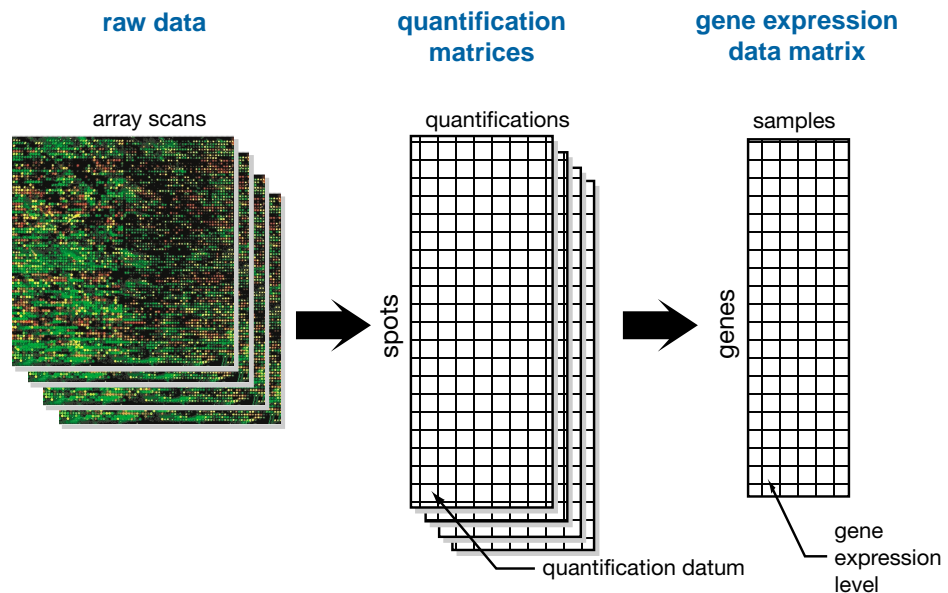 raw data
quantification
matrices
gene expression
data matrix
array scans
quantifications
samples
spots
genes
quantification datum
gene
expression
level